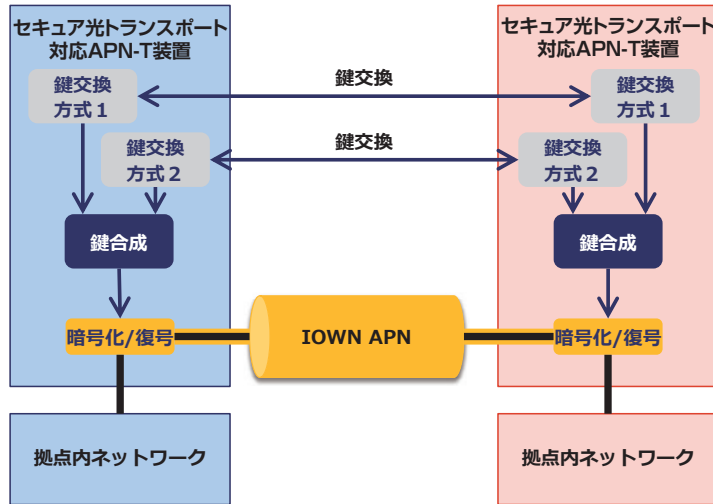 セキュア光トランスポート
対応APN-T装置
セキュア光トランスポート
対応APN-T装置
鍵交換
方式1
鍵交換
鍵交換
方式1
鍵交換
方式2
鍵交換
鍵交換
方式2
鍵合成
鍵合成
暗号化/復号
IOWN APN
暗号化/復号
拠点内ネットワーク
拠点内ネットワーク